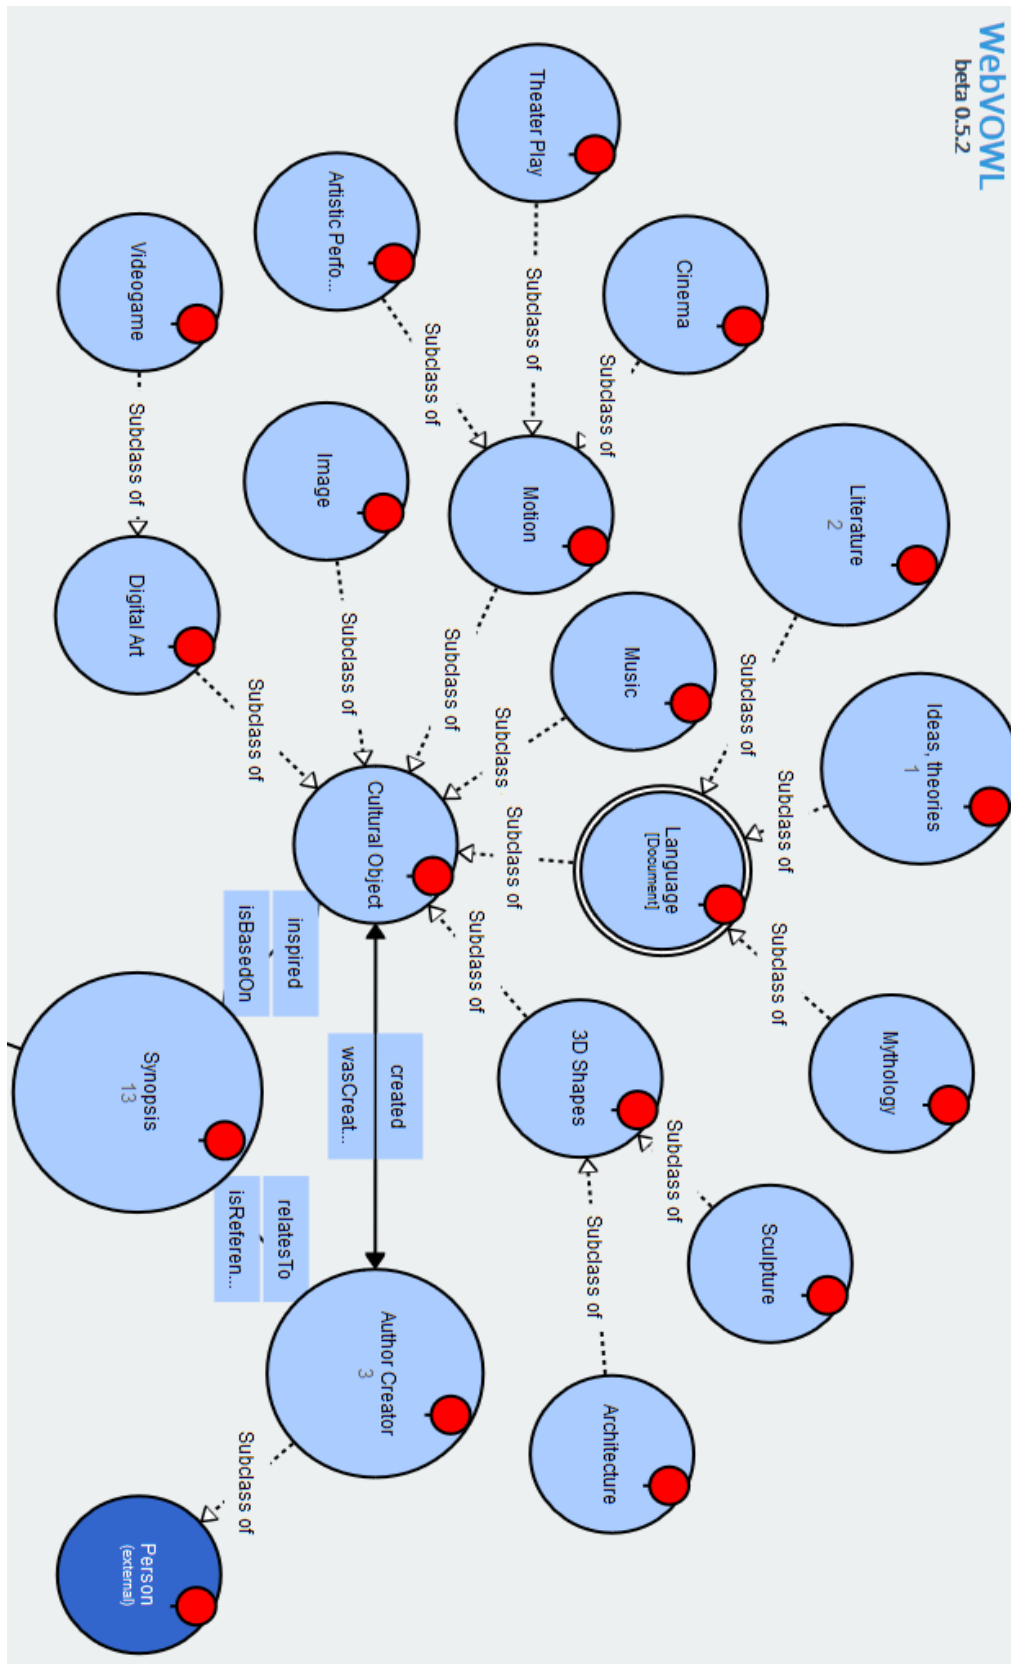 WebVOWL
beta 0.5.2
Theater Play
Artistic Perfo...
Videogame
Cinema
Subclass of
Subclass of
Subclass of
Subclass of
Image
Motion
Literature
2
Digital Art
Music
Ideas, theories
1
Subclass of
Subclass of
Subclass of
Subclass
Subclass of
Subclass of
Cultural Object
Language
[Document]
Subclass of
Subclass of
Subclass of
inspired
isBasedOn
3D Shapes
Mythology
Synopsis
13
created
wasCreat...
Subclass of
Sculpture
relatesTo
isReferen...
Subclass of
Author Creator
3
Architecture
Subclass of
Person
(external)